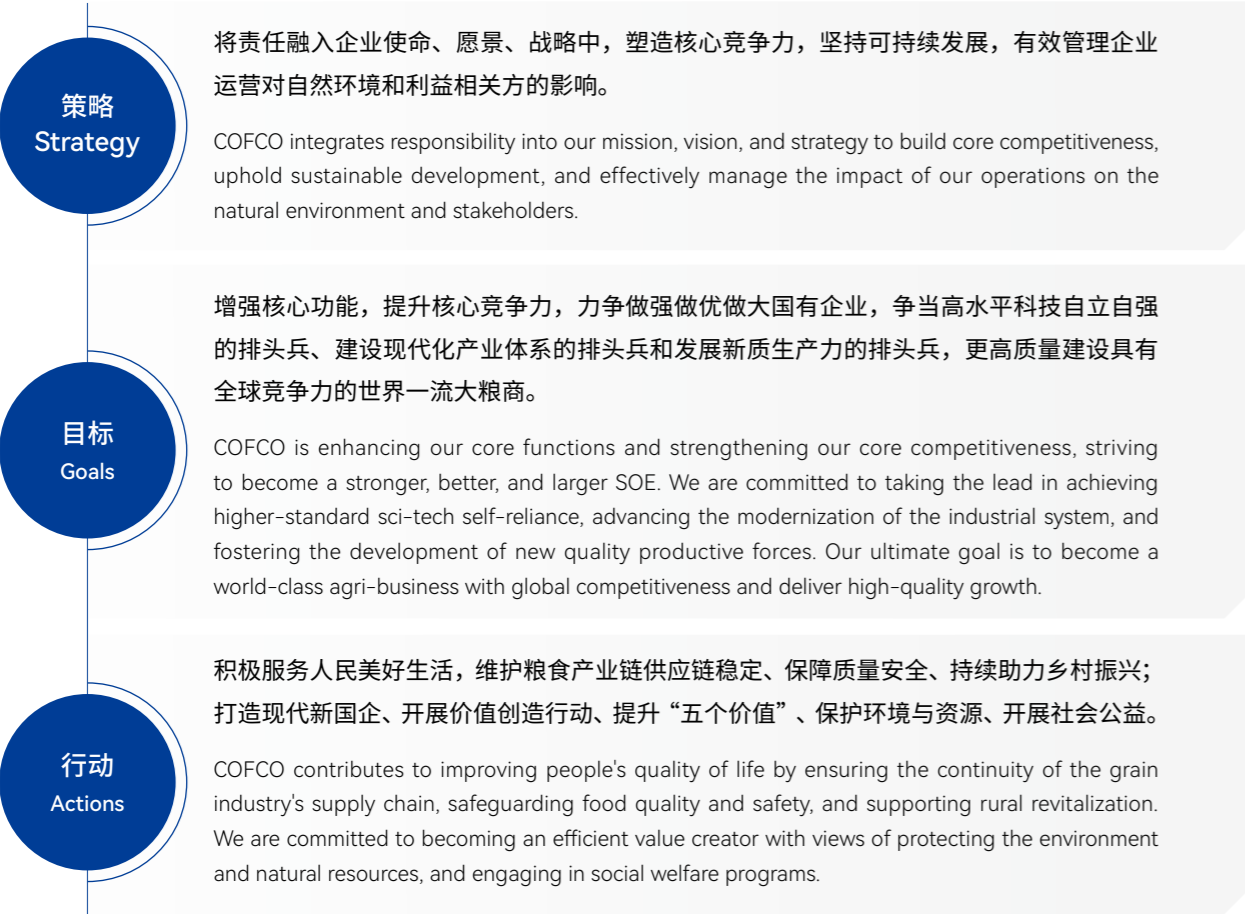 策略
Strategy
将责任融入企业使命、愿景、战略中，塑造核心竞争力，坚持可持续发展，有效管理企业
运营对自然环境和利益相关方的影响。
COFCO integrates responsibility into our mission, vision, and strategy to build core competitiveness,
uphold sustainable development, and effectively manage the impact of our operations on the
natural environment and stakeholders.
目标
Goals
增强核心功能，提升核心竞争力，力争做强做优做大国有企业，争当高水平科技自立自强
的排头兵、建设现代化产业体系的排头兵和发展新质生产力的排头兵，更高质量建设具有
全球竞争力的世界一流大粮商。
COFCO is enhancing our core functions and strengthening our core competitiveness, striving
to become a stronger, better, and larger SOE. We are committed to taking the lead in achieving
higher-standard sci-tech self-reliance, advancing the modernization of the industrial system, and
fostering the development of new quality productive forces. Our ultimate goal is to become a
world-class agri-business with global competitiveness and deliver high-quality growth.
行动
Actions
积极服务人民美好生活，维护粮食产业链供应链稳定、保障质量安全、持续助力乡村振兴；
打造现代新国企、开展价值创造行动、提升“五个价值”、保护环境与资源、开展社会公益。
COFCO contributes to improving people's quality of life by ensuring the continuity of the grain
industry's supply chain, safeguarding food quality and safety, and supporting rural revitalization.
We are committed to becoming an efficient value creator with views of protecting the environment
and natural resources, and engaging in social welfare programs.